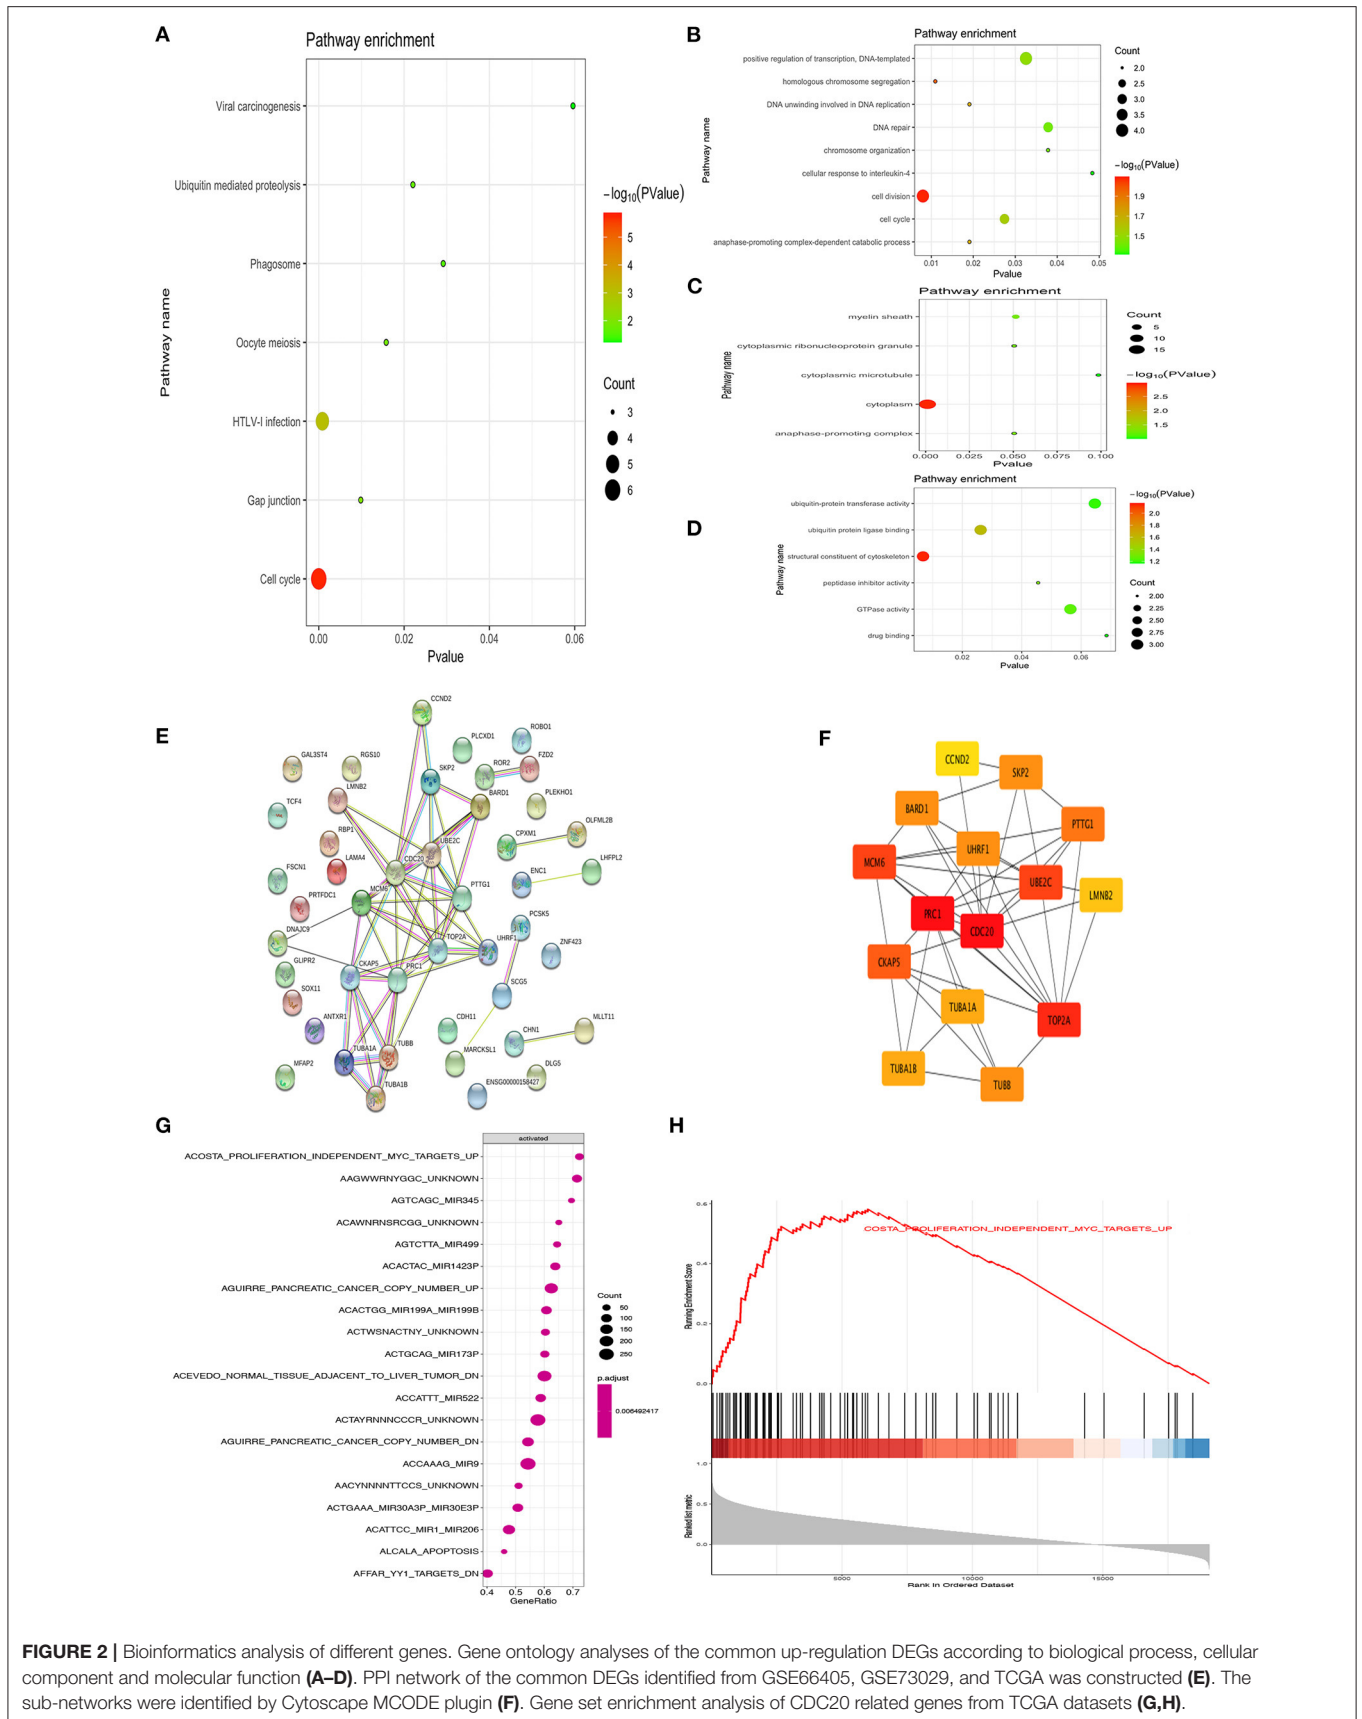 A
Pathway enrichment
Viral carcinogenesis
Ubiquitin mediated proteolysis
Phagosome
Oocyte meiosis
HTLV-I infection
Gap junction
Cell cycle
Pathway name
0.00 0.02 0.04 0.06
Pvalue
−log10(PValue)
5
4
3
2
Count
3
4
5
6
B
Pathway enrichment
positive regulation of transcription, DNA-templated
homologous chromosome segregation
DNA unwinding involved in DNA replication
DNA repair
chromosome organization
cellular response to interleukin-4
cell division
cell cycle
anaphase-promoting complex-dependent catabolic process
Pathway name
0.01 0.02 0.03 0.04 0.05
Pvalue
Count
2.0
2.5
3.0
3.5
4.0
−log10(PValue)
1.9
1.7
1.5
C
Pathway enrichment
myelin sheath
cytoplasmic ribonucleoprotein granule
cytoplasmic microtubule
cytoplasm
anaphase-promoting complex
Pathway name
0.000 0.025 0.050 0.075 0.100
Pvalue
Count
5
10
15
−log10(PValue)
2.5
2.0
1.5
D
Pathway enrichment
ubiquitin-protein transferase activity
ubiquitin protein ligase binding
structural constituent of cytoskeleton
peptidase inhibitor activity
GTPase activity
drug binding
Pathway name
0.02 0.04 0.06
Pvalue
−log10(PValue)
2.0
1.8
1.6
1.4
1.2
Count
2.00
2.25
2.50
2.75
3.00
E
CCND2
PLCXD1
ROBO1
GAL3ST4
RGS10
SKP2
ROR2
FZD2
LMNB2
BARD1
PLEKHO1
TCF4
RBP1
UBE2C
CPXM1
OLFML2B
LAMA4
CDC20
FSCN1
ENC1
LHFPL2
PRTFDC1
MCM6
PTTG1
PCSK5
DNAJC9
TOP2A
UHRF1
ZNF423
GLIPR2
CKAP5
PRC1
SCG5
SOX11
ANTXR1
CDH11
CHN1
MLLT11
TUBA1A
TUBB
MARCKSL1
DLG5
MFAP2
TUBA1B
ENSG00000158427
F
CCND2
SKP2
BARD1
PTTG1
UHRF1
MCM6
UBE2C
LMNB2
PRC1
CDC20
CKAP5
TUBA1A
TOP2A
TUBA1B
TUBB
G
activated
ACOSTA_PROLIFERATION_INDEPENDENT_MYC_TARGETS_UP
AAGWWRNYGGC_UNKNOWN
AGTCAGC_MIR345
ACAWNRNSRCGG_UNKNOWN
AGTCTTA_MIR499
ACACTAC_MIR1423P
AGUIRRE_PANCREATIC_CANCER_COPY_NUMBER_UP
ACACTGG_MIR199A_MIR199B
ACTWSNACTNY_UNKNOWN
ACTGCAG_MIR173P
ACEVEDO_NORMAL_TISSUE_ADJACENT_TO_LIVER_TUMOR_DN
ACCATTT_MIR522
ACTAYRNNNCCCR_UNKNOWN
AGUIRRE_PANCREATIC_CANCER_COPY_NUMBER_DN
ACCAAAG_MIR9
AACYNNNNTTCCS_UNKNOWN
ACTGAAA_MIR30A3P_MIR30E3P
ACATTCC_MIR1_MIR206
ALCALA_APOPTOSIS
AFFAR_YY1_TARGETS_DN
0.4 0.5 0.6 0.7
GeneRatio
Count
50
100
150
200
250
p.adjust
0.006492417
H
COSTA_PROLIFERATION_INDEPENDENT_MYC_TARGETS_UP
Running Enrichment Score
0.6
0.4
0.2
0.0
Ranked list metric
1.0
0.5
0.0
5000 10000 15000
Rank in Ordered Dataset
FIGURE 2 | Bioinformatics analysis of different genes. Gene ontology analyses of the common up-regulation DEGs according to biological process, cellular
component and molecular function (A–D). PPI network of the common DEGs identified from GSE66405, GSE73029, and TCGA was constructed (E). The
sub-networks were identified by Cytoscape MCODE plugin (F). Gene set enrichment analysis of CDC20 related genes from TCGA datasets (G,H).